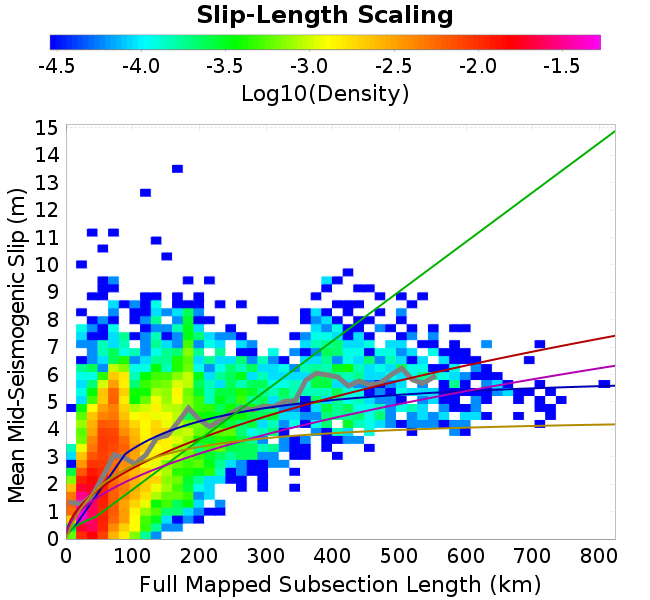 Slip-Length Scaling
-4.5 -4.0 -3.5 -3.0 -2.5 -2.0 -1.5
Log10(Density)
15
14
13
12
11
10
9
8
7
6
5
4
3
2
1
0
Mean Mid-Seismogenic Slip (m)
0 100 200 300 400 500 600 700 800
Full Mapped Subsection Length (km)